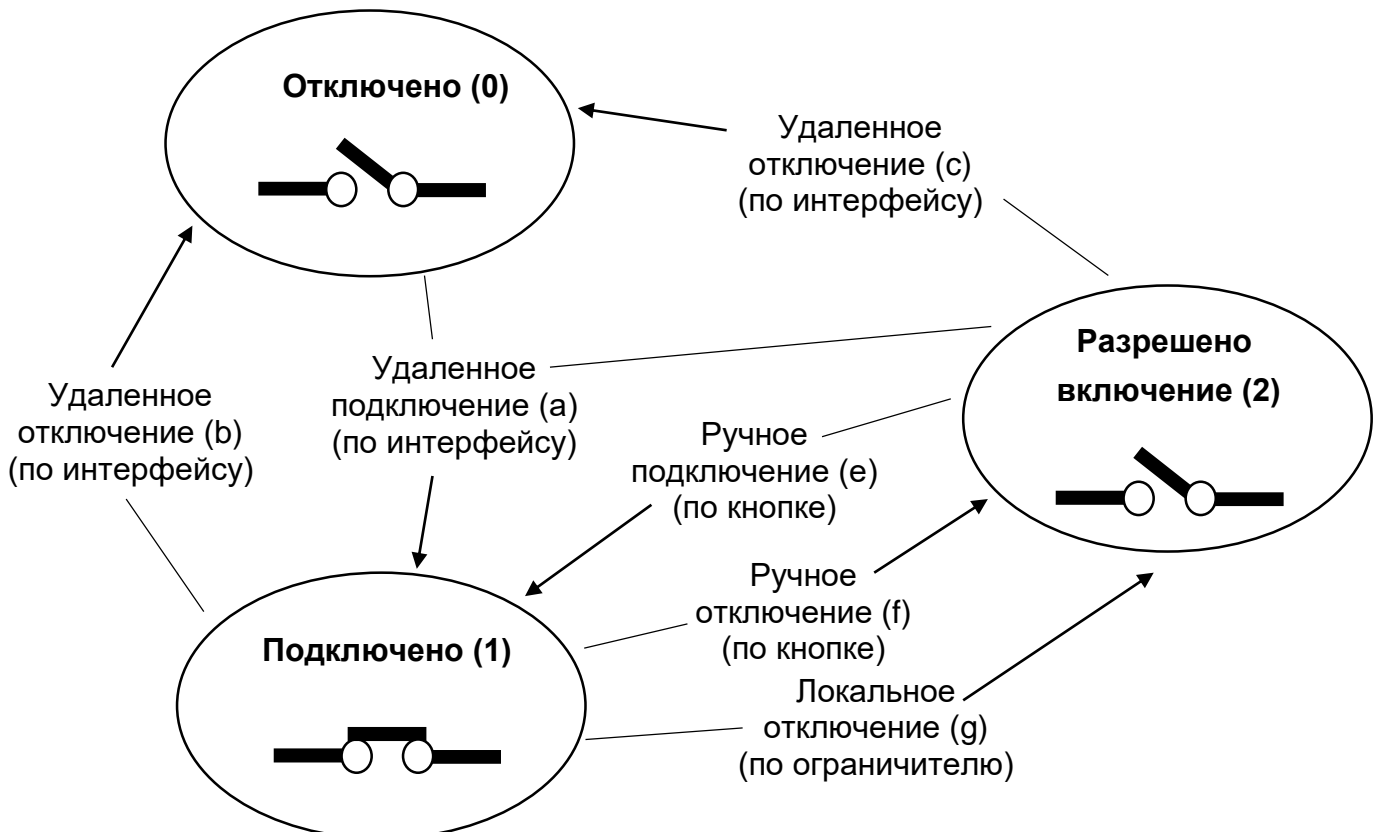 Отключено (0)
Удаленное
отключение (c)
(по интерфейсу)
Разрешено
включение (2)
Удаленное
подключение (a)
(по интерфейсу)
Удаленное
отключение (b)
(по интерфейсу)
Ручное
подключение (e)
(по кнопке)
Ручное
отключение (f)
(по кнопке)
Подключено (1)
Локальное
отключение (g)
(по ограничителю)